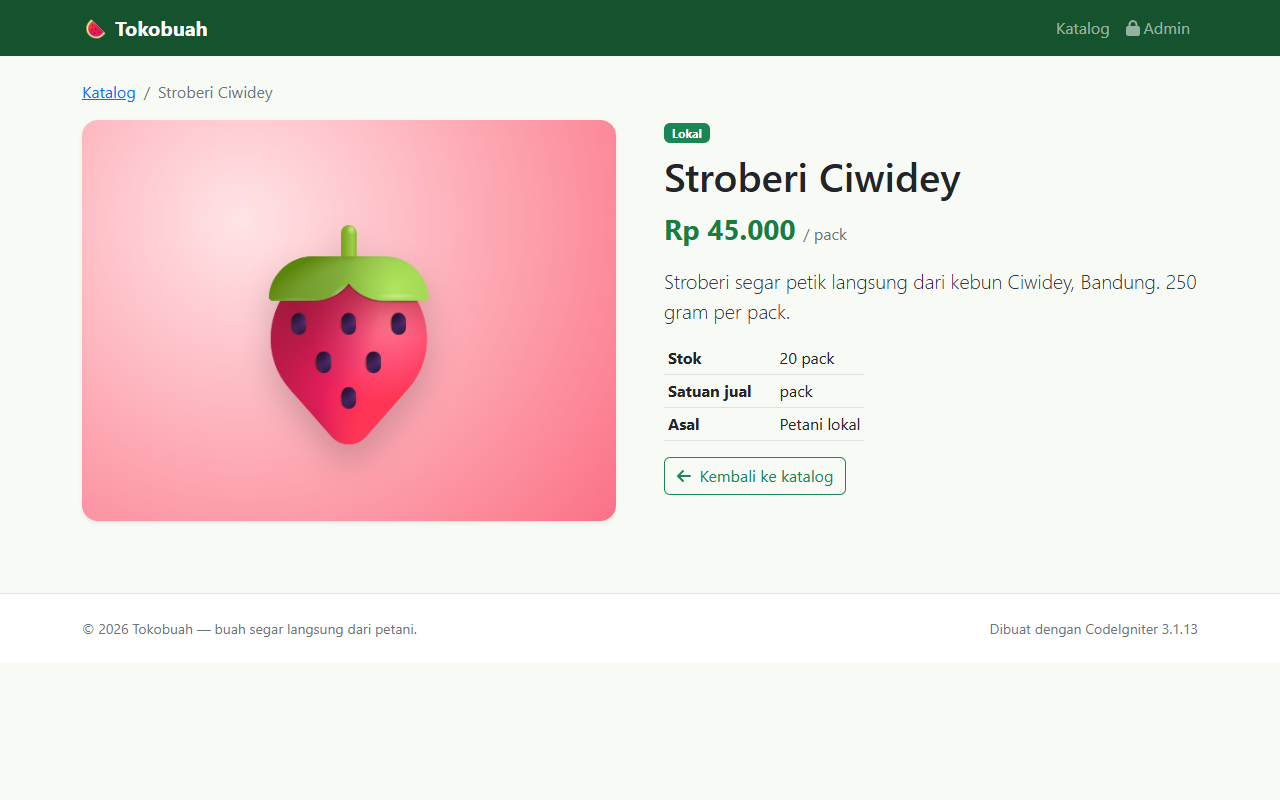 Tokobuah
Katalog
Admin
Katalog / Stroberi Ciwidey
Lokal
Stroberi Ciwidey
Rp 45.000 / pack
Stroberi segar petik langsung dari kebun Ciwidey, Bandung. 250
gram per pack.
Stok 20 pack
Satuan jual pack
Asal Petani lokal
Kembali ke katalog
© 2026 Tokobuah — buah segar langsung dari petani.
Dibuat dengan CodeIgniter 3.1.13